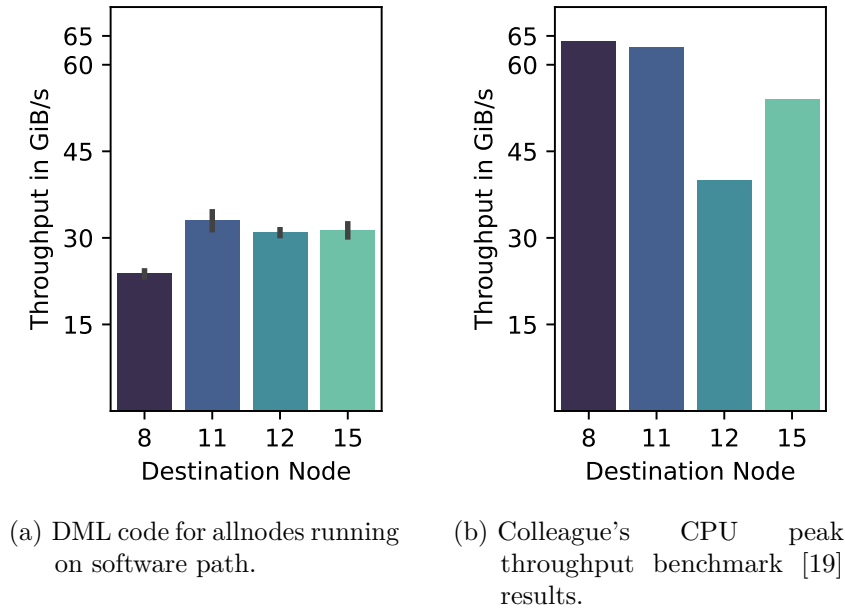 Throughput in GiB/s
65
60
45
30
15
8 11 12 15
Destination Node
(a) DML code for allnodes running
on software path.
Throughput in GiB/s
65
60
45
30
15
8 11 12 15
Destination Node
(b) Colleague's CPU peak
throughput benchmark [19]
results.